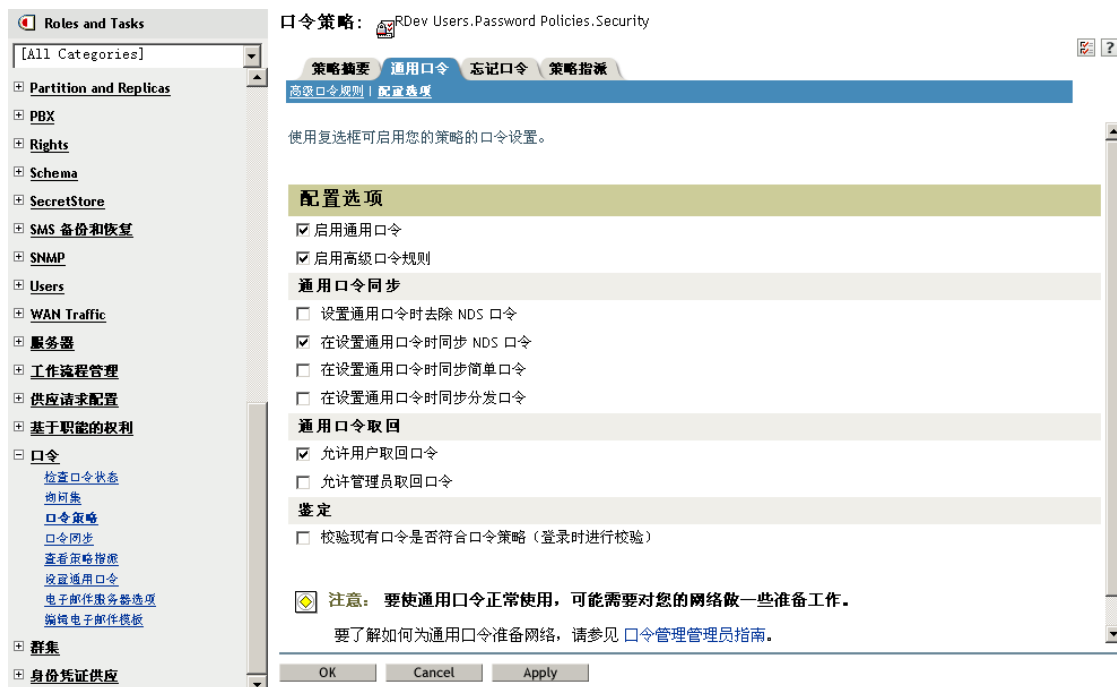 Roles and Tasks
[All Categories]
Partition and Replicas
PBX
Rights
Schema
SecretStore
SMS 备份和恢复
SNMP
Users
WAN Traffic
服务器
工作流程管理
供应请求配置
基于职能的权利
口令
检查口令状态
询问集
口令策略
口令同步
查看策略指派
设置通用口令
电子邮件服务器选项
编辑电子邮件模板
群集
身份凭证供应
口令策略: RDev Users.Password Policies.Security
?
策略摘要 通用口令 忘记口令 策略指派
高级口令规则 | 配置选项
使用复选框可启用您的策略的口令设置。
配置选项
启用通用口令
启用高级口令规则
通用口令同步
设置通用口令时去除 NDS 口令
在设置通用口令时同步 NDS 口令
在设置通用口令时同步简单口令
在设置通用口令时同步分发口令
通用口令取回
允许用户取回口令
允许管理员取回口令
鉴定
校验现有口令是否符合口令策略（登录时进行校验）
注意: 要使通用口令正常使用，可能需要对您的网络做一些准备工作。
要了解如何为通用口令准备网络，请参见 口令管理管理员指南。
OK Cancel Apply